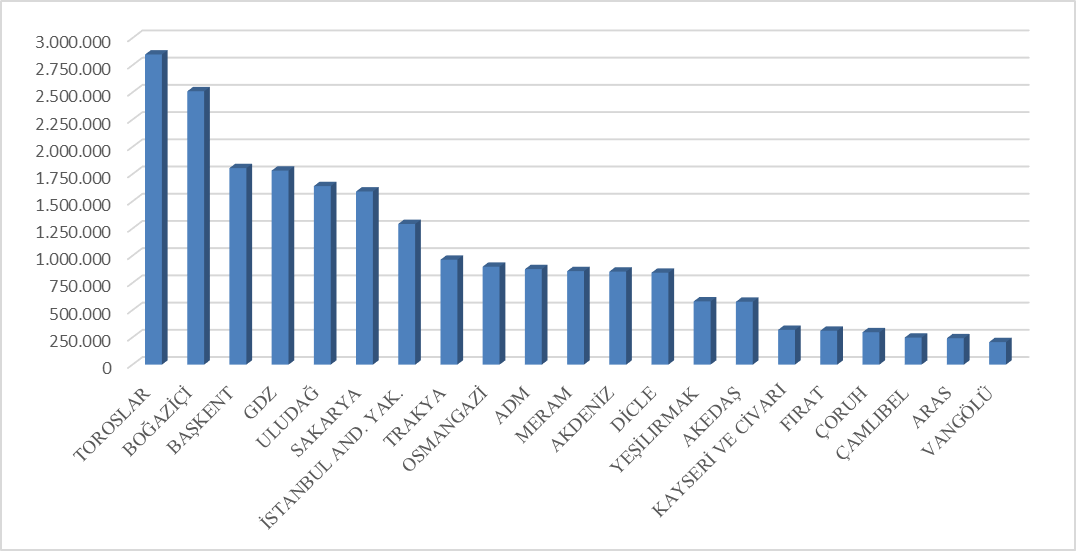 3.000.000
2.750.000
2.500.000
2.250.000
2.000.000
1.750.000
1.500.000
1.250.000
1.000.000
750.000
500.000
250.000
0
TOROSLAR
BOĞAZİÇİ
BAŞKENT
GDZ
ULUDAĞ
SAKARYA
İSTANBUL AND. YAK.
TRAKYA
OSMANGAZİ
ADM
MERAM
AKDENİZ
DİCLE
YEŞİLIRMAK
AKEDAŞ
KAYSERİ VE CİVARI
FIRAT
ÇORUH
ÇAMLIBEL
ARAS
VANGÖLÜ